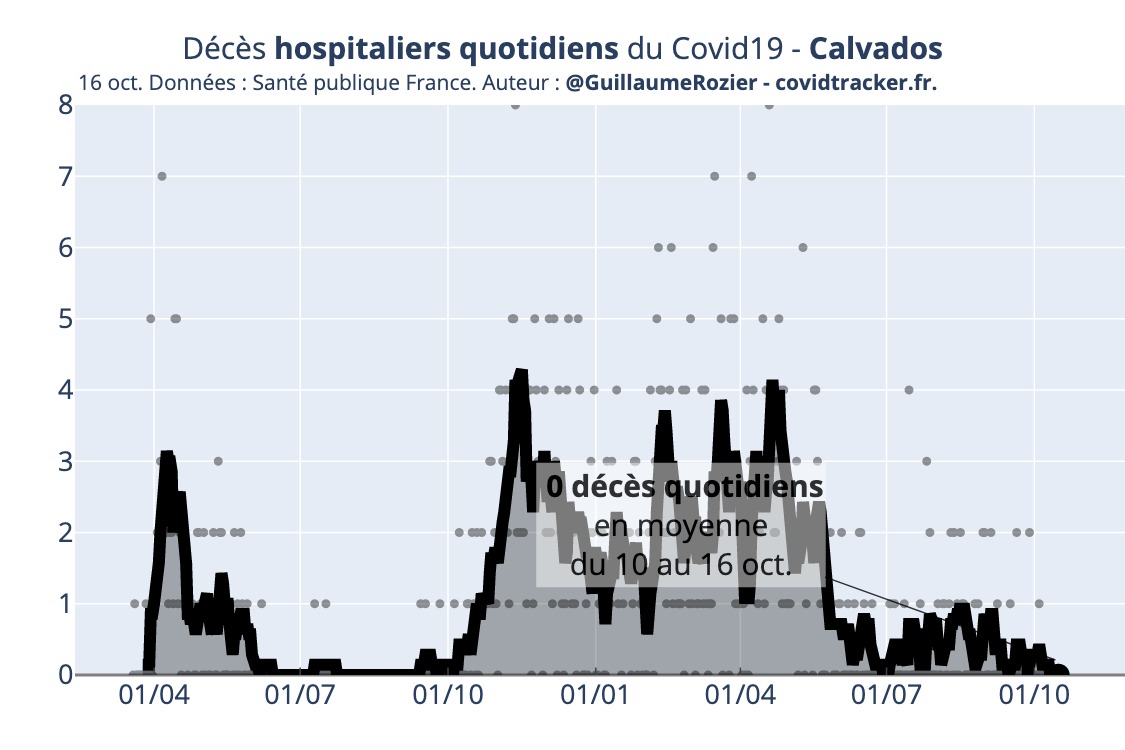 Décès hospitaliers quotidiens du Covid19 - Calvados
16 oct. Données : Santé publique France. Auteur : @GuillaumeRozier - covidtracker.fr.
8
7
6
5
4
3
0 décès quotidiens
2
en moyenne
du 10 au 16 oct.
1
0
01/04 01/07 01/10 01/01 01/04 01/07 01/10